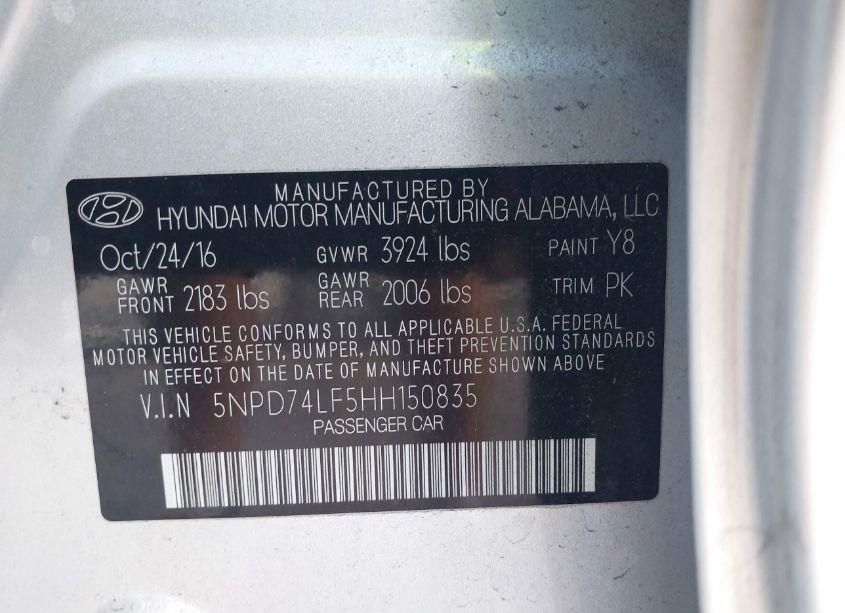 MANUFACTURED BY
HYUNDAI MOTOR MANUFACTURING ALABAMA, LLC
Oct/24/16 GVWR 3924 lbs PAINT Y8
GAWR FRONT 2183 lbs GAWR REAR 2006 lbs TRIM PK
THIS VEHICLE CONFORMS TO ALL APPLICABLE U.S.A. FEDERAL
MOTOR VEHICLE SAFETY, BUMPER, AND THEFT PREVENTION STANDARDS
IN EFFECT ON THE DATE OF MANUFACTURE SHOWN ABOVE
V.I.N 5NPD74LF5HH150835
PASSENGER CAR